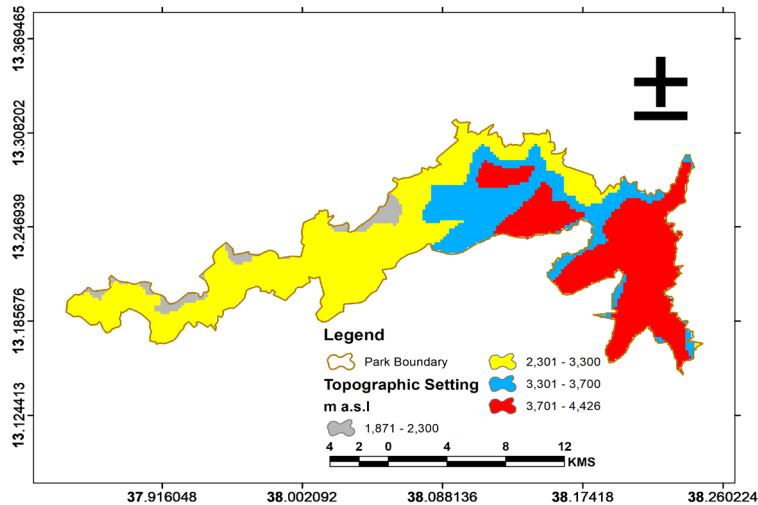 13.369465
13.308202
13.246939
13.185676
13.124413
Legend
Park Boundary
Topographic Setting
m a.s.l
1,871 - 2,300
2,301 - 3,300
3,301 - 3,700
3,701 - 4,426
4 2 0 4 8 12
KMS
37.916048 38.002092 38.088136 38.17418 38.260224